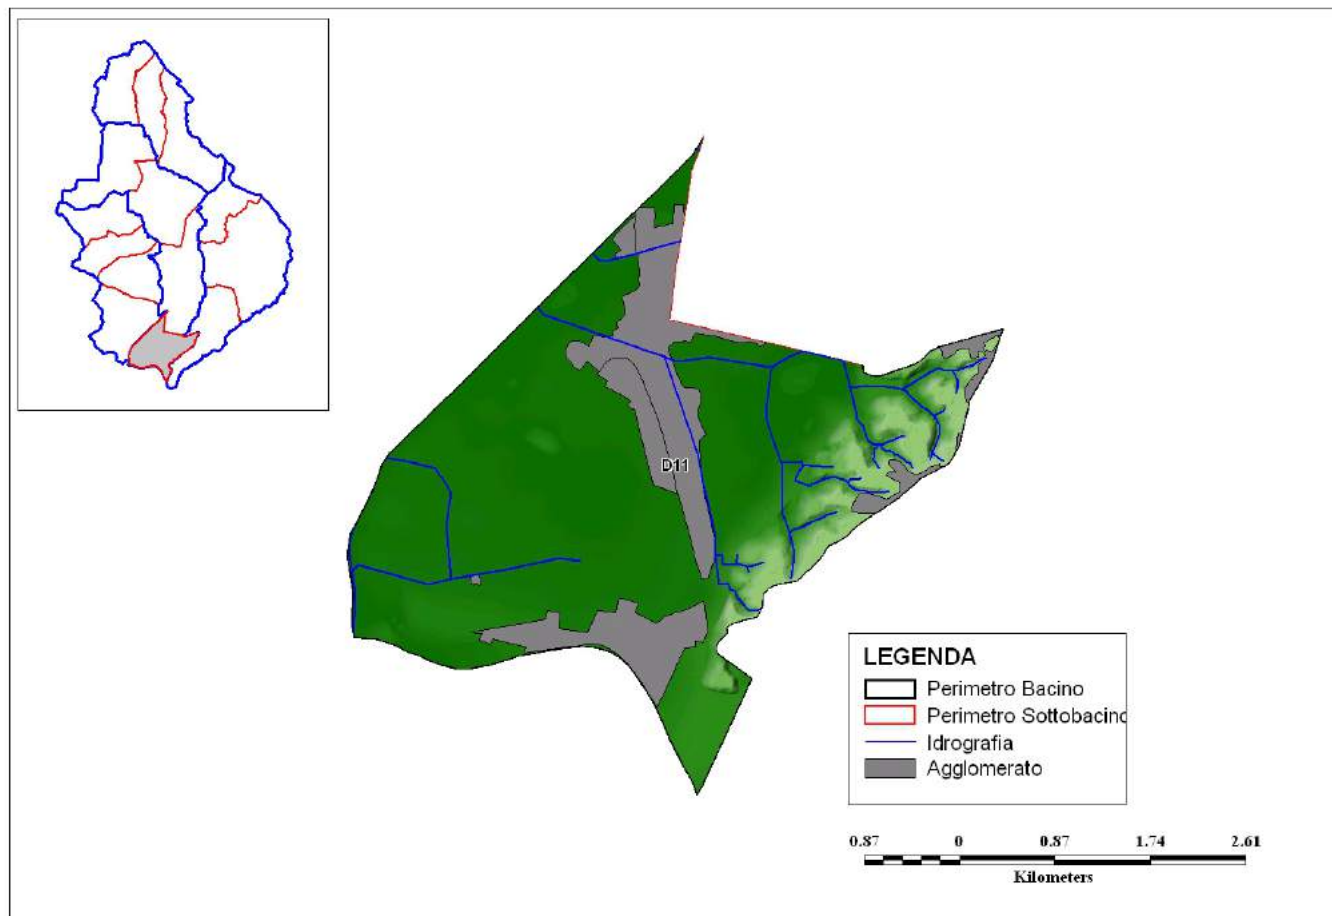 D11
LEGENDA
Perimetro Bacino
Perimetro Sottobacino
Idrografia
Agglomerato
0.87 0 0.87 1.74 2.61
Kilometers